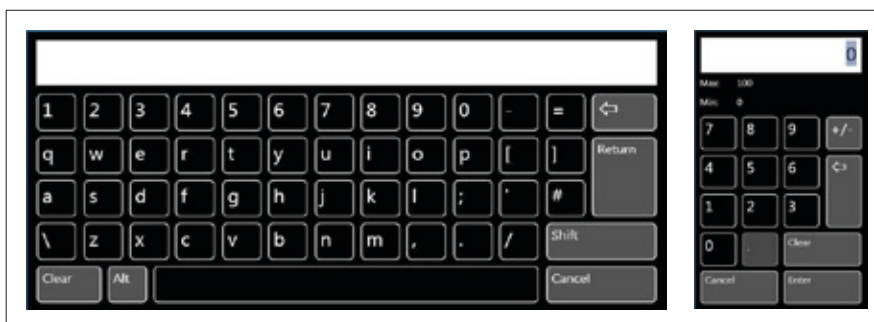 1 2 3 4 5 6 7 8 9 0 - = ⇦
q w e r t y u i o p [ ] Return
a s d f g h j k l ; ' #
\ z x c v b n m , . / Shift
Clear Alt Cancel
0
Max: 100
Min: 0
7 8 9 +/-
4 5 6 ⇦
1 2 3
0 . Clear
Cancel Enter